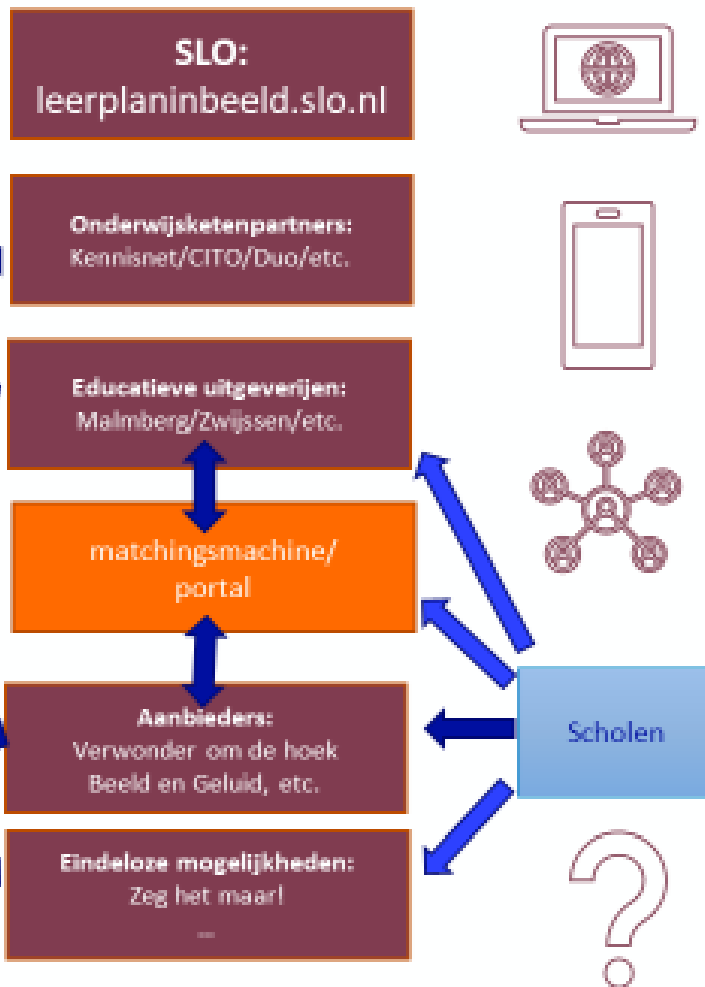 SLO:
leerplaninbeeld.slo.nl
Onderwijsketenpartners:
Kennisnet/CITO/Duo/etc.
Educatieve uitgeverijen:
Malmberg/Zwijssen/etc.
matchingsmachine/
portal
Aanbieders:
Verwonder om de hoek
Beeld en Geluid, etc.
Scholen
Eindeloze mogelijkheden:
Zeg het maar!
...